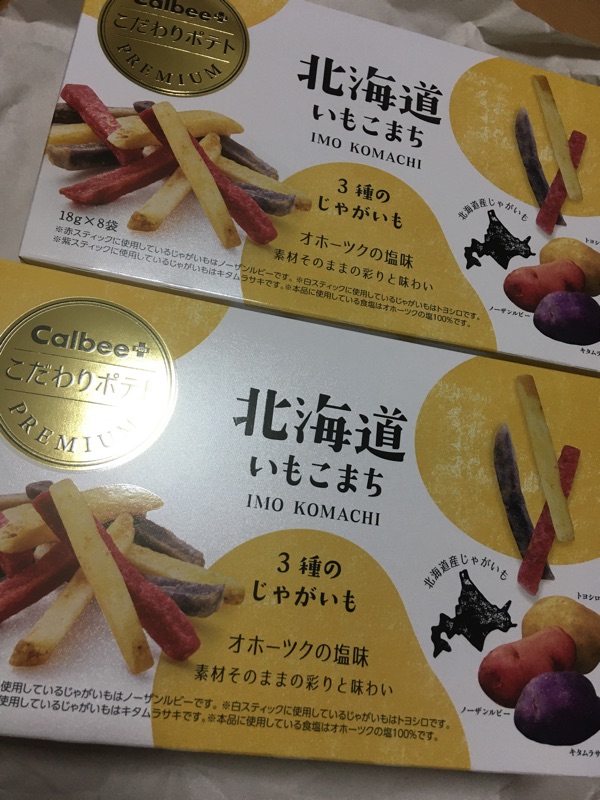 Calbee+
こだわりポテト
PREMIUM
北海道
いもこまち
IMO KOMACHI
3種の
じゃがいも
オホーツクの塩味
素材そのままの彩りと味わい
18g×8袋
※赤スティックに使用しているじゃがいもはノーザンルビーです。※白スティックに使用しているじゃがいもはトヨシロです。
※紫スティックに使用しているじゃがいもはキタムラサキです。※本品に使用している食塩はオホーツクの塩100%です。
北海道産じゃがいも
トヨシ
ノーザンルビー
キタムラ
Calbee+
こだわりポテト
PREMIUM
北海道
いもこまち
IMO KOMACHI
3種の
じゃがいも
オホーツクの塩味
素材そのままの彩りと味わい
使用しているじゃがいもはノーザンルビーです。※白スティックに使用しているじゃがいもはトヨシロです。
使用しているじゃがいもはキタムラサキです。※本品に使用している食塩はオホーツクの塩100%です。
北海道産じゃがいも
トヨシロ
ノーザンルビー
キタムラサ